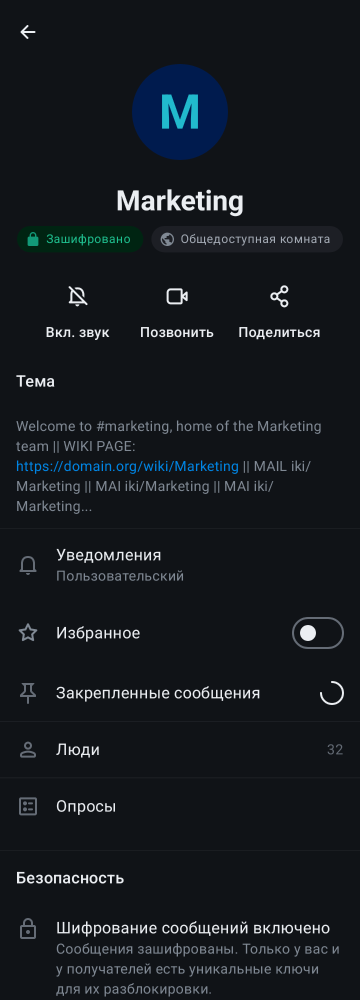 M
Marketing
Зашифровано
Общедоступная комната
Вкл. звук
Позвонить
Поделиться
Тема
Welcome to #marketing, home of the Marketing
team || WIKI PAGE:
https://domain.org/wiki/Marketing || MAIL iki/
Marketing || MAI iki/Marketing || MAI iki/
Marketing...
Уведомления
Пользовательский
Избранное
Закрепленные сообщения
Люди
32
Опросы
Безопасность
Шифрование сообщений включено
Сообщения зашифрованы. Только у вас и
у получателей есть уникальные ключи
для их разблокировки.